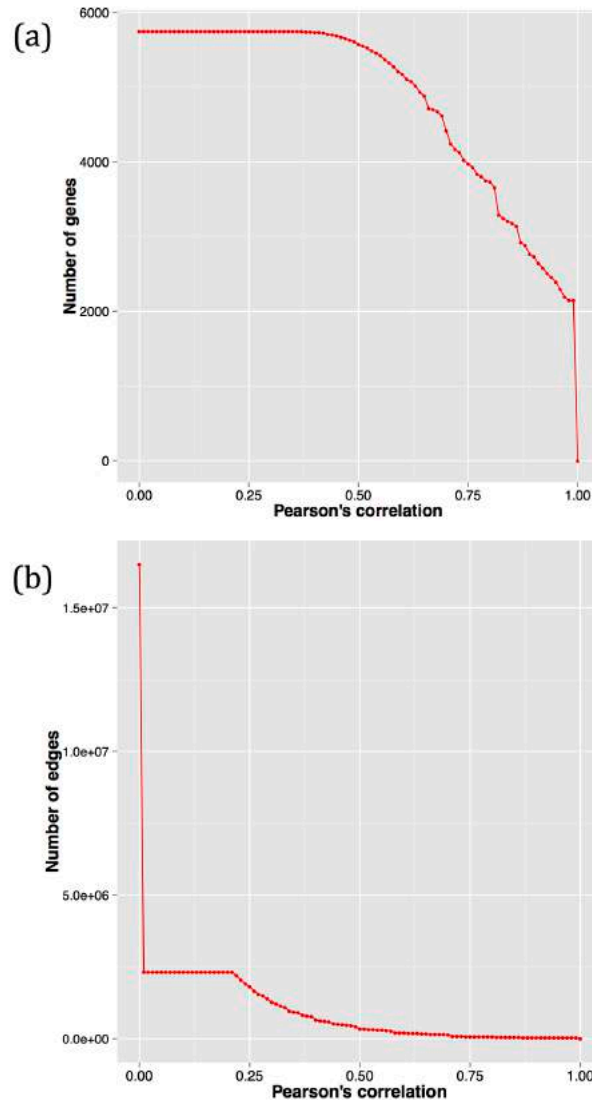 (a)
6000
4000
2000
0
Number of genes
0.00 0.25 0.50 0.75 1.00
Pearson's correlation
(b)
1.5e+07
1.0e+07
5.0e+06
0.0e+00
Number of edges
0.00 0.25 0.50 0.75 1.00
Pearson's correlation